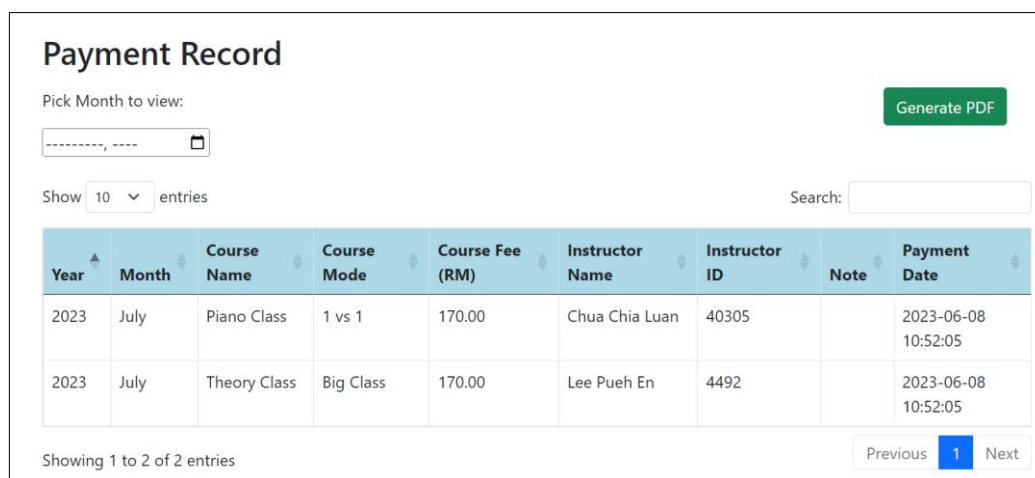 Payment Record
Pick Month to view:
Generate PDF
---------, ----
Show 10 entries
Search:
Year Month Course Name Course Mode Course Fee (RM) Instructor Name Instructor ID Note Payment Date
2023 July Piano Class 1 vs 1 170.00 Chua Chia Luan 40305 2023-06-08 10:52:05
2023 July Theory Class Big Class 170.00 Lee Pueh En 4492 2023-06-08 10:52:05
Showing 1 to 2 of 2 entries
Previous 1 Next